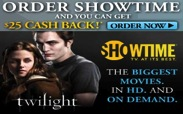 ORDER SHOWTIME
AND YOU CAN GET
$25 CASH BACK! ORDER NOW
SHOWTIME
TV AT ITS BEST.
THE BIGGEST
MOVIES.
IN HD. AND
ON DEMAND.
twilight